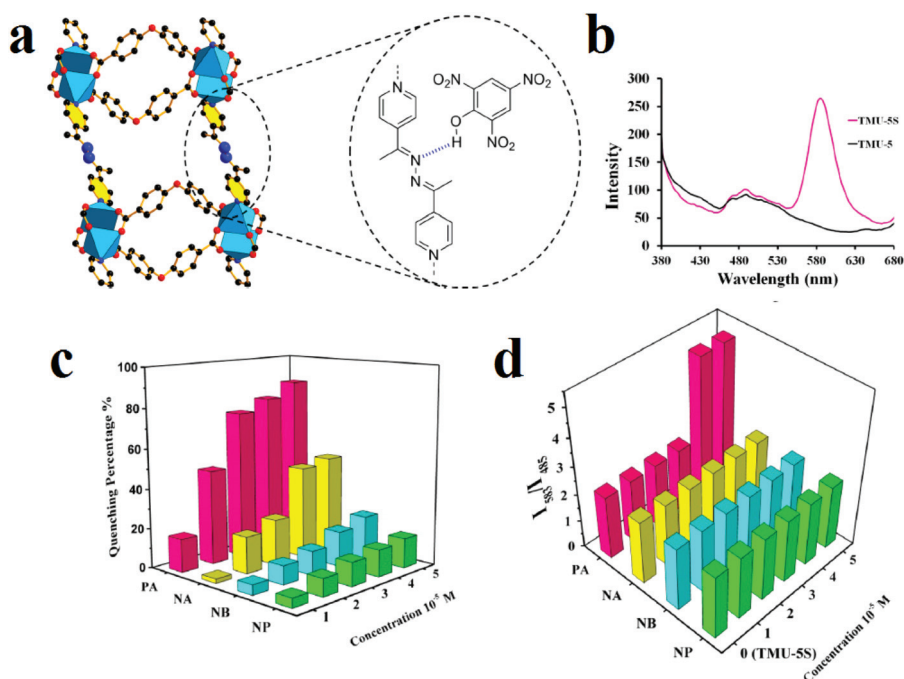 a
N
O₂N
NO₂
O
H
NO₂
N
N
N
b
300
250
200
150
100
50
0
Intensity
TMU-5S
TMU-5
380
430
480
530
580
630
680
Wavelength (nm)
c
100
80
60
40
20
0
Quenching Percentage %
PA
NA
NB
NP
1
2
3
4
5
Concentration 10⁻⁵ M
d
5
4
3
2
1
0
I₅₈₅/I₄₈₅
PA
NA
NB
NP
0 (TMU-5S)
1
2
3
4
5
Concentration 10⁻⁵ M